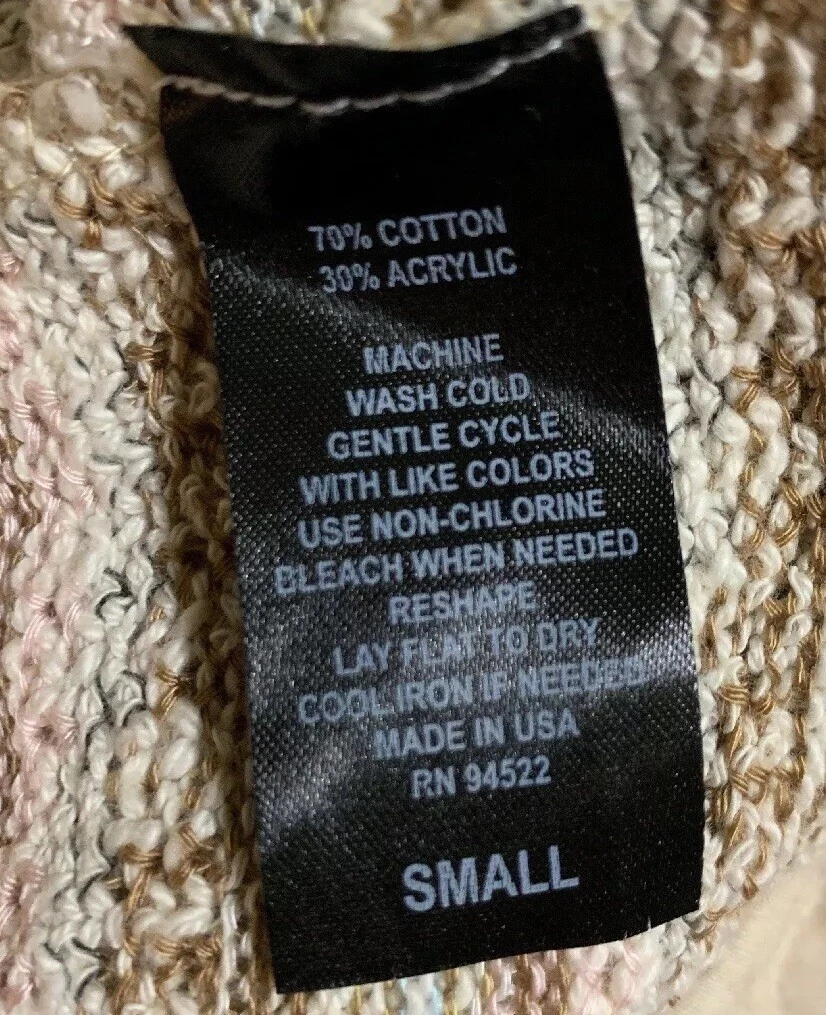 70% COTTON
30% ACRYLIC
MACHINE
WASH COLD
GENTLE CYCLE
WITH LIKE COLORS
USE NON-CHLORINE
BLEACH WHEN NEEDED
RESHAPE
LAY FLAT TO DRY
COOL IRON IF NEEDED
MADE IN USA
RN 94522
SMALL